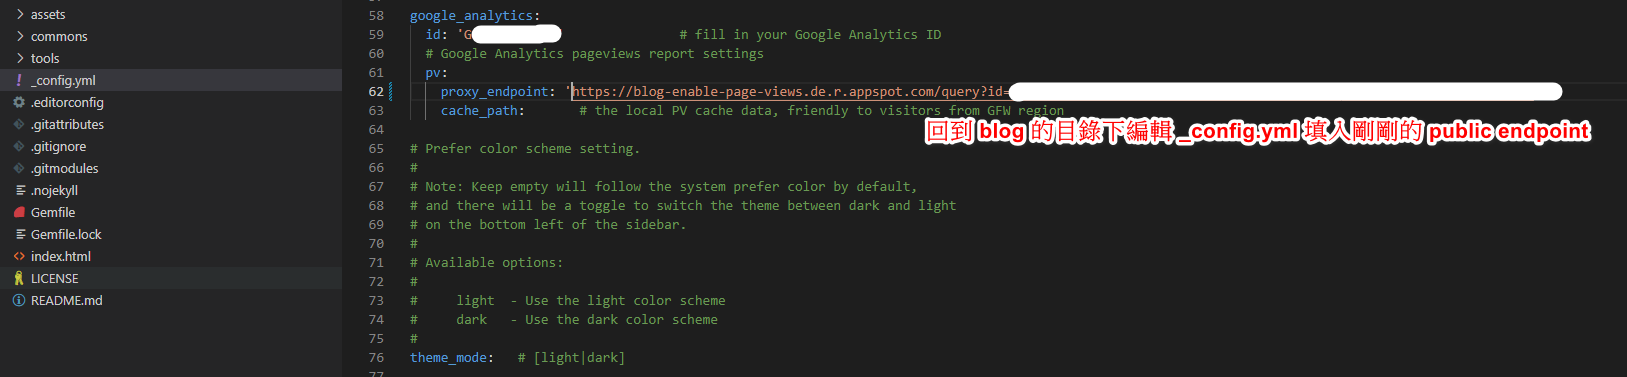 assets
commons
tools
! _config.yml
.editorconfig
.gitattributes
.gitignore
.gitmodules
.nojekyll
Gemfile
Gemfile.lock
index.html
LICENSE
README.md
58 google_analytics:
59 id: 'G # fill in your Google Analytics ID
60 # Google Analytics pageviews report settings
61 pv:
62 proxy_endpoint: 'https://blog-enable-page-views.de.r.appspot.com/query?id=
63 cache_path: # the local PV cache data, friendly to visitors from GFW region
回到 blog 的目錄下編輯 _config.yml 填入剛剛的 public endpoint
64
65 # Prefer color scheme setting.
66 #
67 # Note: Keep empty will follow the system prefer color by default,
68 # and there will be a toggle to switch the theme between dark and light
69 # on the bottom left of the sidebar.
70 #
71 # Available options:
72 #
73 # light - Use the light color scheme
74 # dark - Use the dark color scheme
75 #
76 theme_mode: # [light|dark]
77